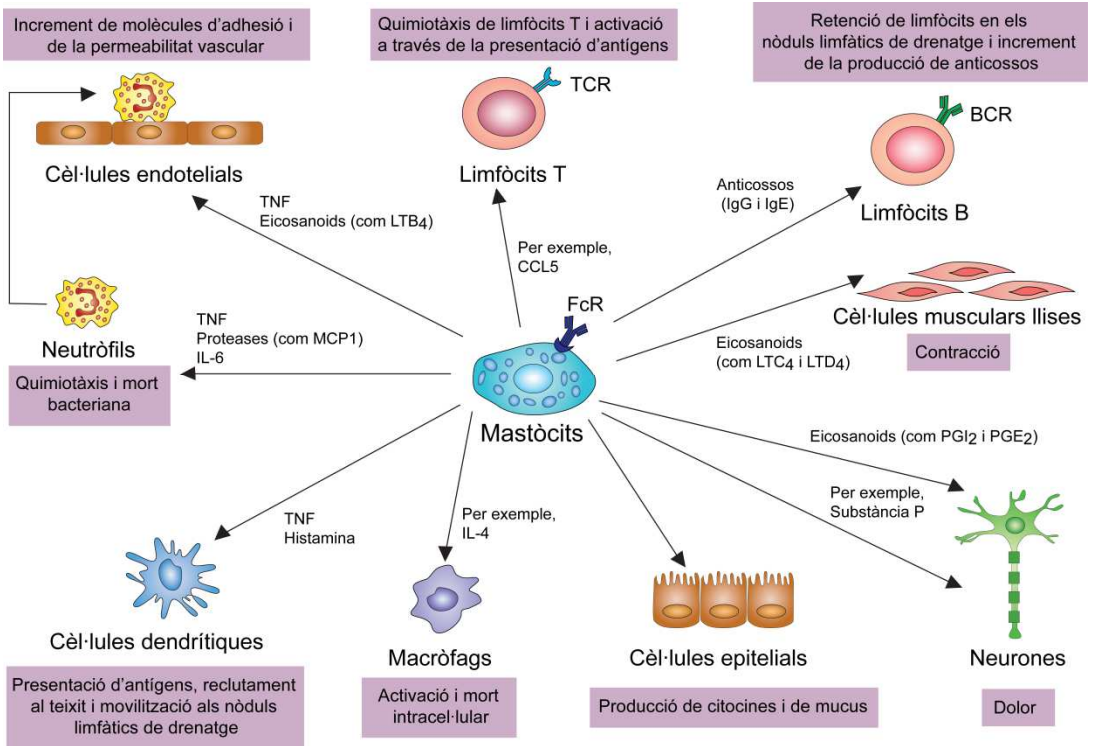 Increment de molècules d'adhesió i
de la permeabilitat vascular
Quimiotàxis de limfòcits T i activació
a través de la presentació d'antígens
Retenció de limfòcits en els
nòduls limfàtics de drenatge i increment
de la producció de anticossos
TCR
BCR
Cèl·lules endotelials
Limfòcits T
Limfòcits B
TNF
Eicosanoids (com LTB4)
Per exemple,
CCL5
Anticossos
(IgG i IgE)
FcR
Cèl·lules musculars llises
Contracció
Neutròfils
Quimiotàxis i mort
bacteriana
TNF
Proteases (com MCP1)
IL-6
Eicosanoids
(com LTC4 i LTD4)
Mastòcits
Eicosanoids (com PGI2 i PGE2)
Per exemple,
Substància P
TNF
Histamina
Per exemple,
IL-4
Cèl·lules dendrítiques
Presentació d'antígens, reclutament
al teixit i movilització als nòduls
limfàtics de drenatge
Macròfags
Activació i mort
intracel·lular
Cèl·lules epitelials
Producció de citocines i de mucus
Neurones
Dolor